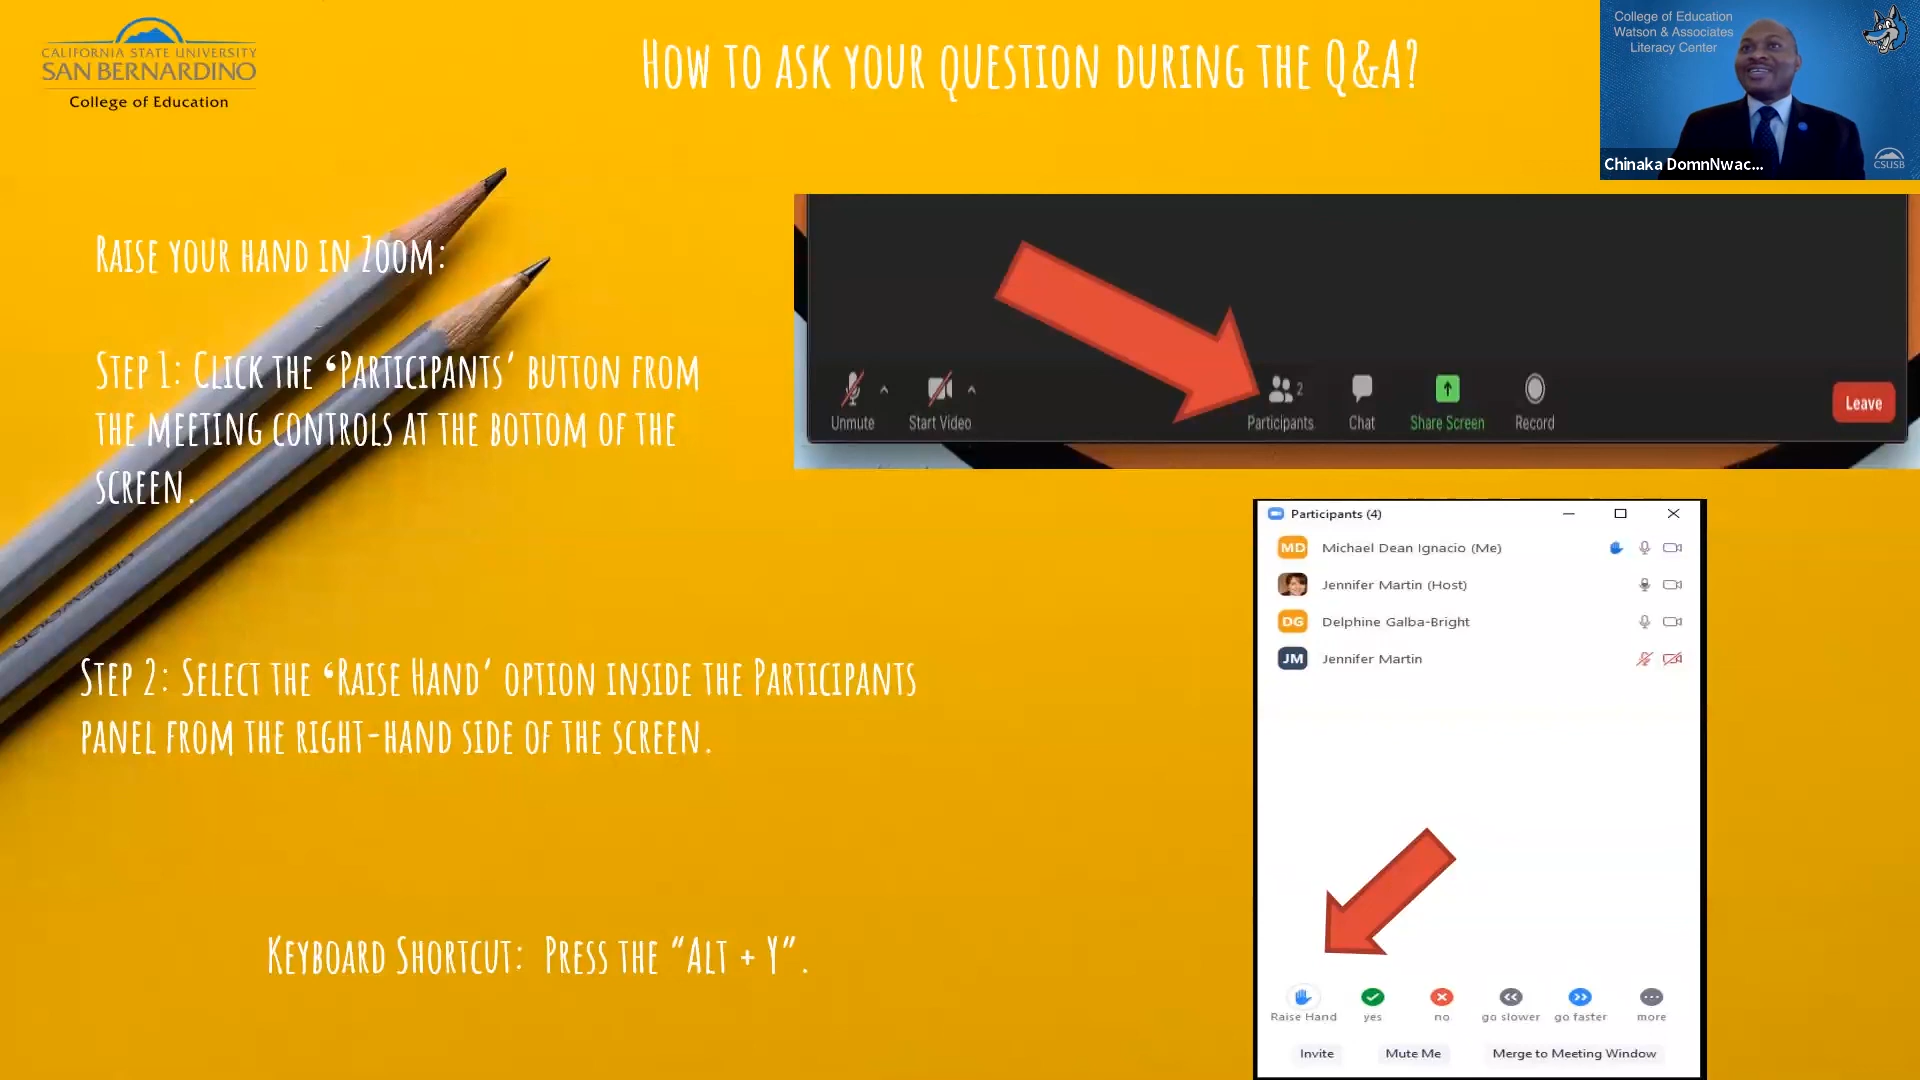 CALIFORNIA STATE UNIVERSITY
SAN BERNARDINO
College of Education
How to ask your question during the Q&A?
College of Education
Watson & Associates
Literacy Center
Chinaka DomnNwac...
CSUSB
Raise your hand in Zoom:
Step 1: Click the ‘Participants’ button from
the meeting controls at the bottom of the
screen.
Unmute
Start Video
2
Participants
Chat
Share Screen
Record
Leave
Step 2: Select the ‘Raise Hand’ option inside the Participants
panel from the right-hand side of the screen.
Keyboard Shortcut: Press the “Alt + Y”.
Participants (4)
MD Michael Dean Ignacio (Me)
Jennifer Martin (Host)
DG Delphine Galba-Bright
JM Jennifer Martin
Raise Hand
yes
no
go slower
go faster
more
Invite
Mute Me
Merge to Meeting Window